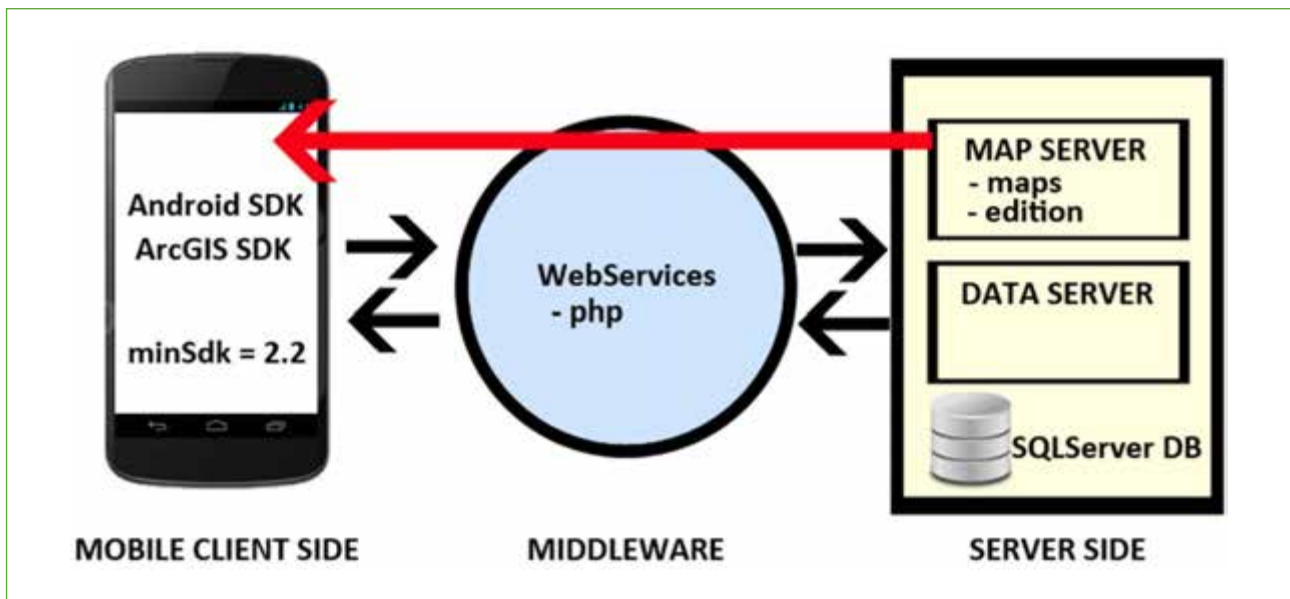 Android SDK
ArcGIS SDK
minSdk = 2.2
MOBILE CLIENT SIDE
WebServices
- php
MIDDLEWARE
MAP SERVER
- maps
- edition
DATA SERVER
SQLServer DB
SERVER SIDE